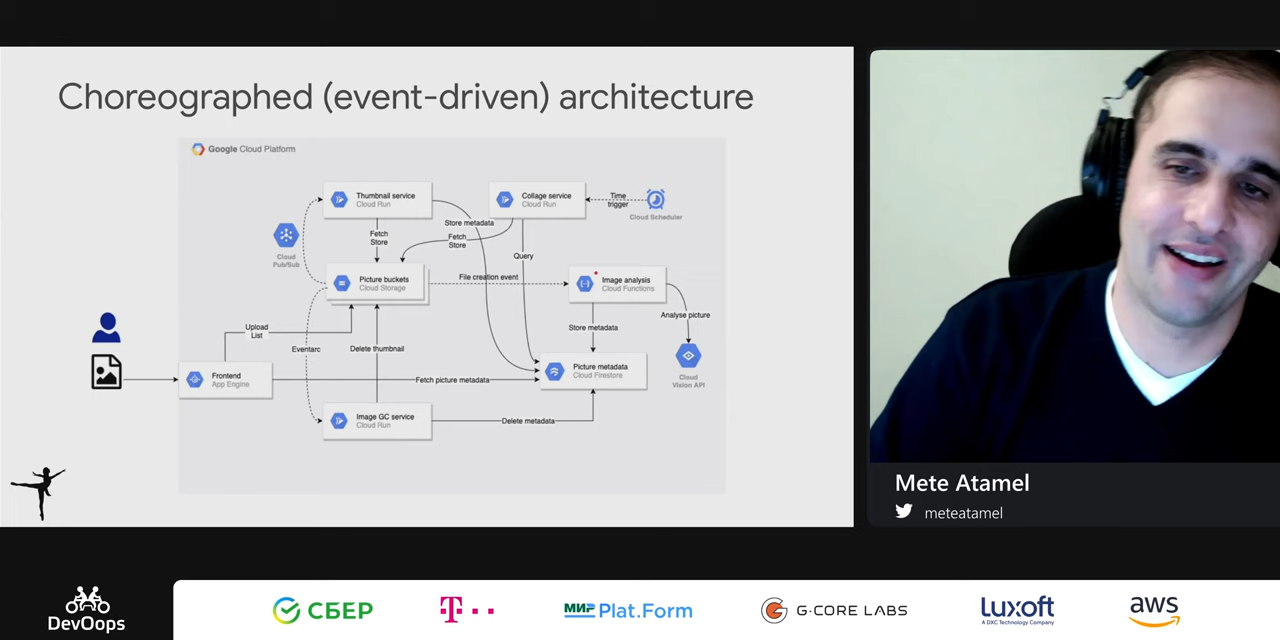 Choreographed (event-driven) architecture
Google Cloud Platform
Thumbnail service
Cloud Run
Collage service
Cloud Run
Time
trigger
Cloud Scheduler
Store metadata
Fetch
Store
Fetch
Store
Cloud
Pub/Sub
Query
Picture buckets
Cloud Storage
File creation event
Image analysis
Cloud Functions
Analyse picture
Upload
List
Store metadata
Eventarc
Delete thumbnail
Cloud
Vision API
Frontend
App Engine
Fetch picture metadata
Picture metadata
Cloud Firestore
Image GC service
Cloud Run
Delete metadata
Mete Atamel
meteatamel
DevOops
СБЕР
T
МИР Plat.Form
G·CORE LABS
luxoft
A DXC Technology Company
aws